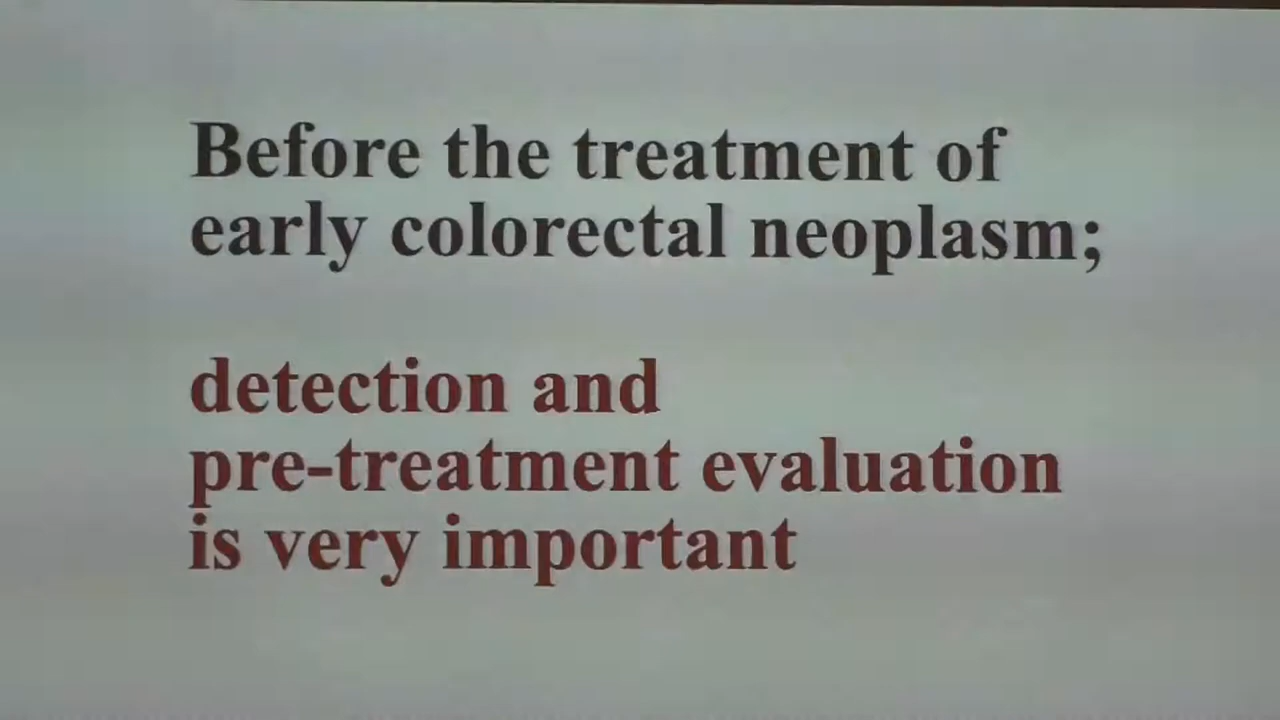 Before the treatment of
early colorectal neoplasm;
detection and
pre-treatment evaluation
is very important